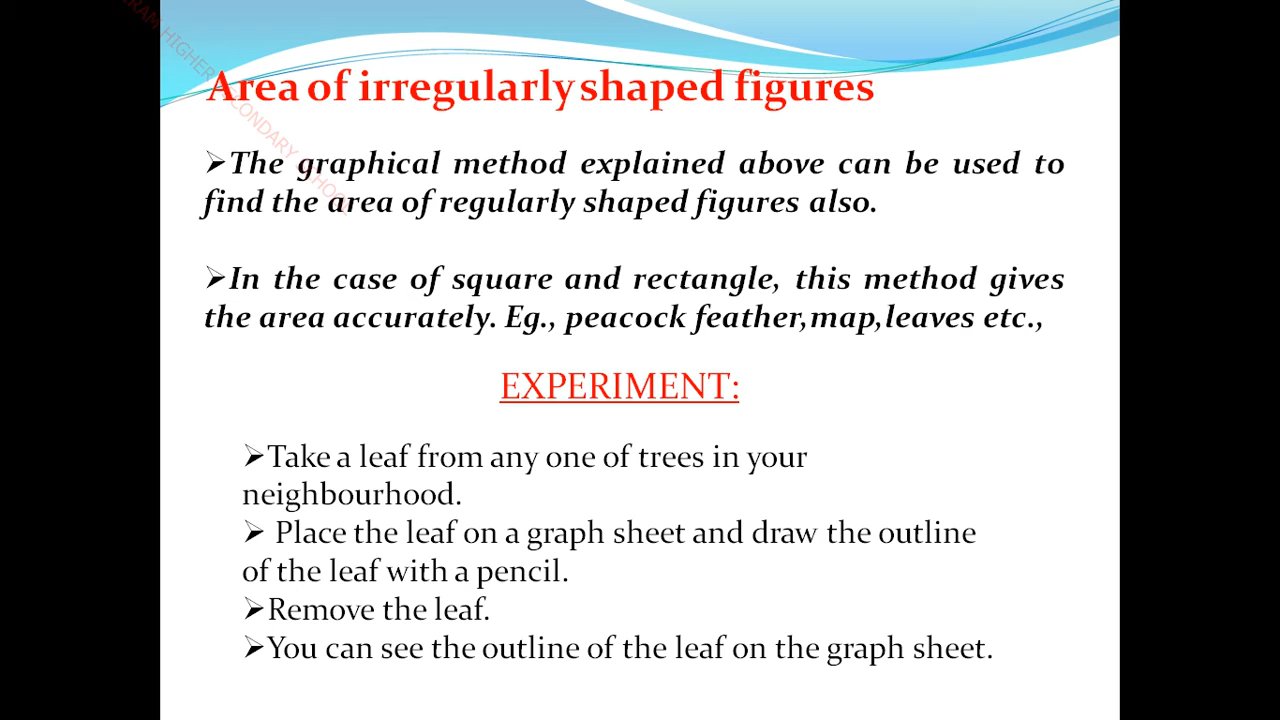 Area of irregularly shaped figures
➢The graphical method explained above can be used to
find the area of regularly shaped figures also.
➢In the case of square and rectangle, this method gives
the area accurately. Eg., peacock feather,map,leaves etc.,
EXPERIMENT:
➢Take a leaf from any one of trees in your
neighbourhood.
➢ Place the leaf on a graph sheet and draw the outline
of the leaf with a pencil.
➢Remove the leaf.
➢You can see the outline of the leaf on the graph sheet.
HIGHER SCHOOL